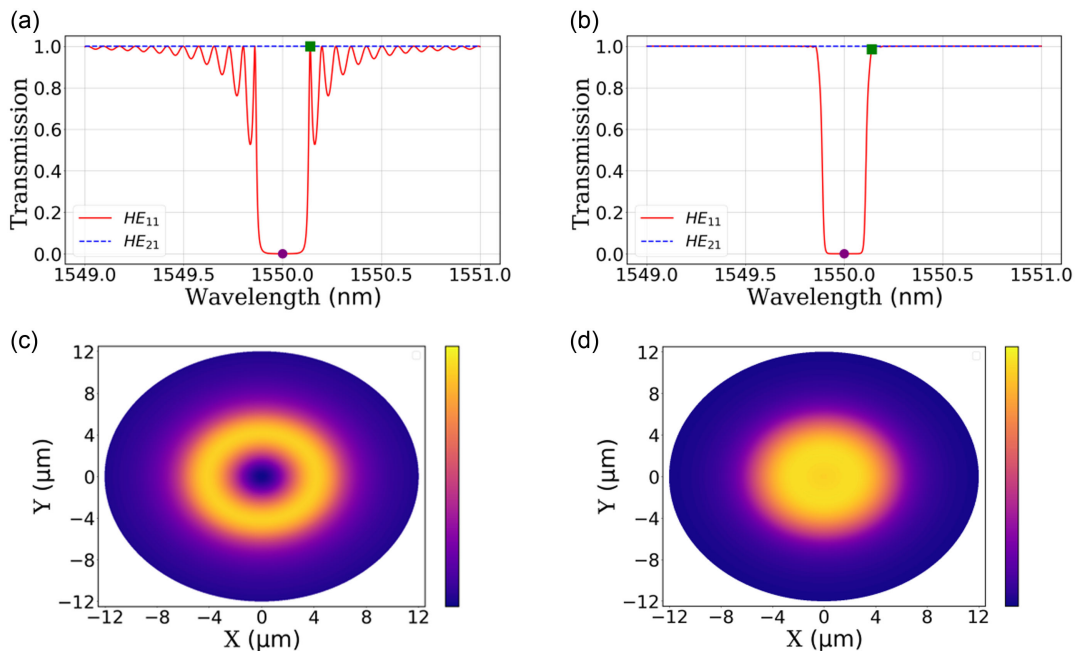 (a)
1.0
0.8
0.6
0.4
0.2
0.0
Transmission
HE11
HE21
1549.0 1549.5 1550.0 1550.5 1551.0
Wavelength (nm)
(b)
1.0
0.8
0.6
0.4
0.2
0.0
Transmission
HE11
HE21
1549.0 1549.5 1550.0 1550.5 1551.0
Wavelength (nm)
(c)
12
8
4
0
−4
−8
−12
Y (µm)
−12 −8 −4 0 4 8 12
X (µm)
(d)
12
8
4
0
−4
−8
−12
Y (µm)
−12 −8 −4 0 4 8 12
X (µm)